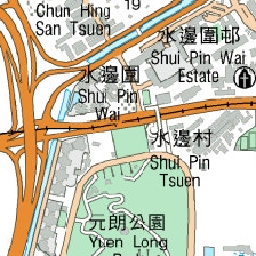 Chun Hing
San Tsuen
19
水邊圍邨
Shui Pin Wai
Estate
水邊圍
Shui Pin
Wai
水邊村
Shui Pin
Tsuen
元朗公園
Yuen Long